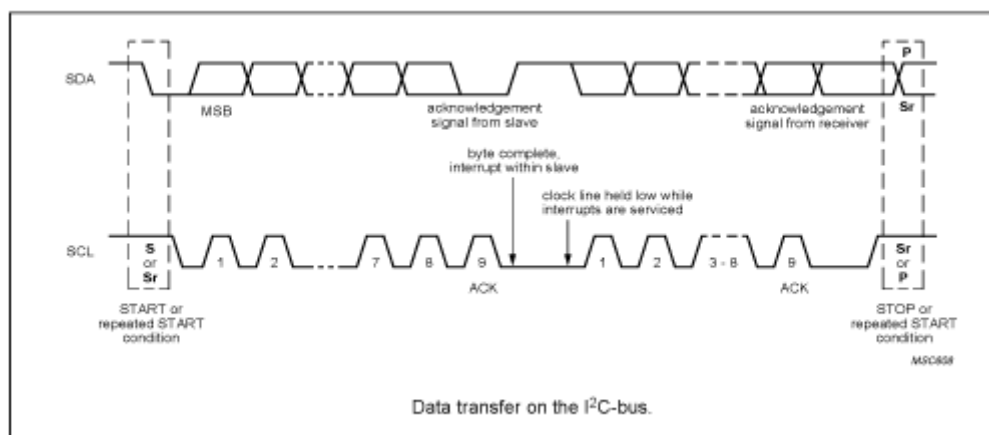 P
SDA
MSB
acknowledgement
signal from slave
acknowledgement
signal from receiver
Sr
byte complete,
interrupt within slave
clock line held low while
interrupts are serviced
SCL
S
or
Sr
1
2
7
8
9
1
2
3 - 8
9
Sr
or
P
ACK
ACK
START or
repeated START
condition
STOP or
repeated START
condition
MSC608
Data transfer on the I²C-bus.